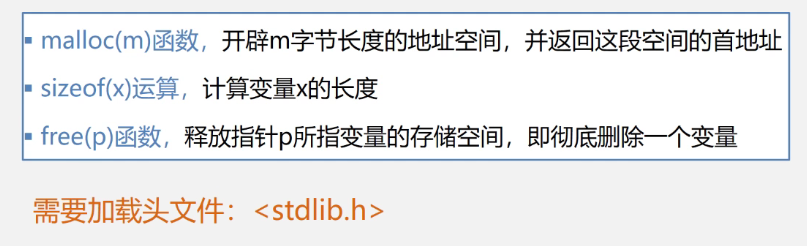 ▪ malloc(m)函数，开辟m字节长度的地址空间，并返回这段空间的首地址
▪ sizeof(x)运算，计算变量x的长度
▪ free(p)函数，释放指针p所指变量的存储空间，即彻底删除一个变量
需要加载头文件：<stdlib.h>